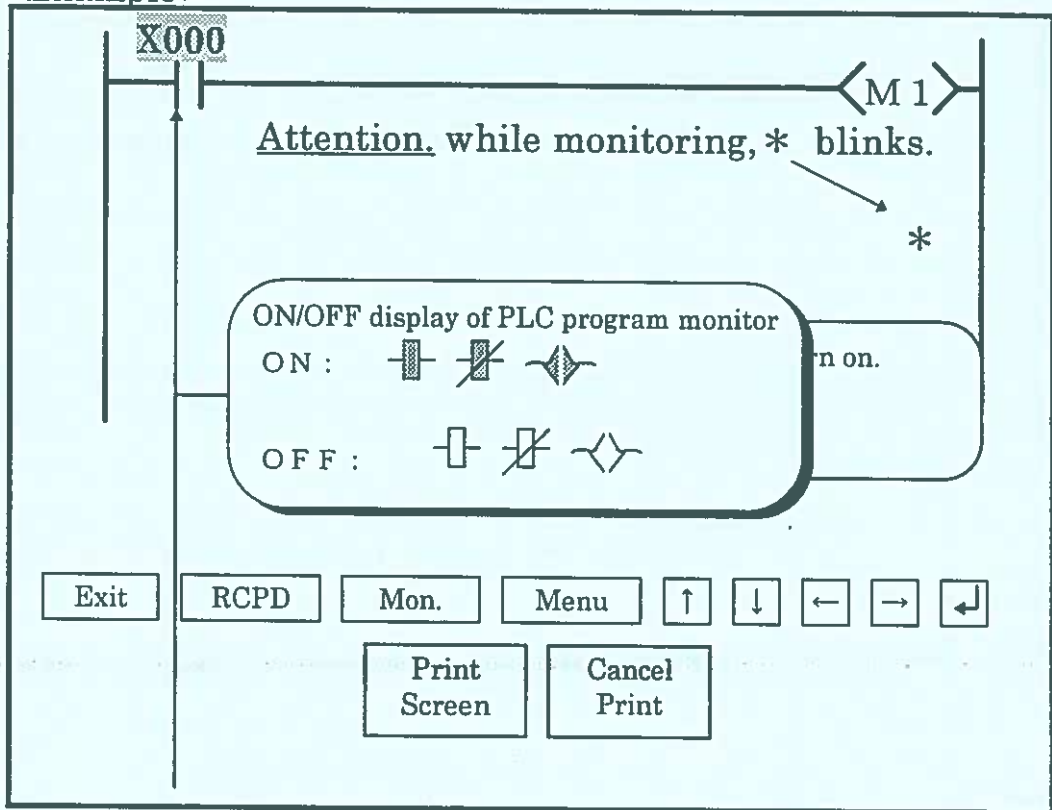 X000
M 1
Attention. while monitoring, * blinks.
*
ON/OFF display of PLC program monitor
ON :
n on.
OFF :
Exit RCPD Mon. Menu ↑ ↓ ← → ↵
Print Screen
Cancel Print